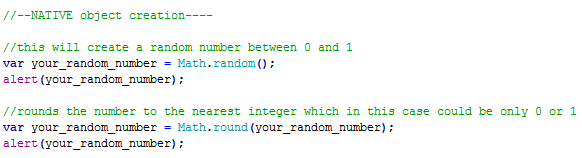 //--NATIVE object creation----
//this will create a random number between 0 and 1
var your_random_number = Math.random();
alert(your_random_number);
//rounds the number to the nearest integer which in this case could be only 0 or 1
var your_random_number = Math.round(your_random_number);
alert(your_random_number);